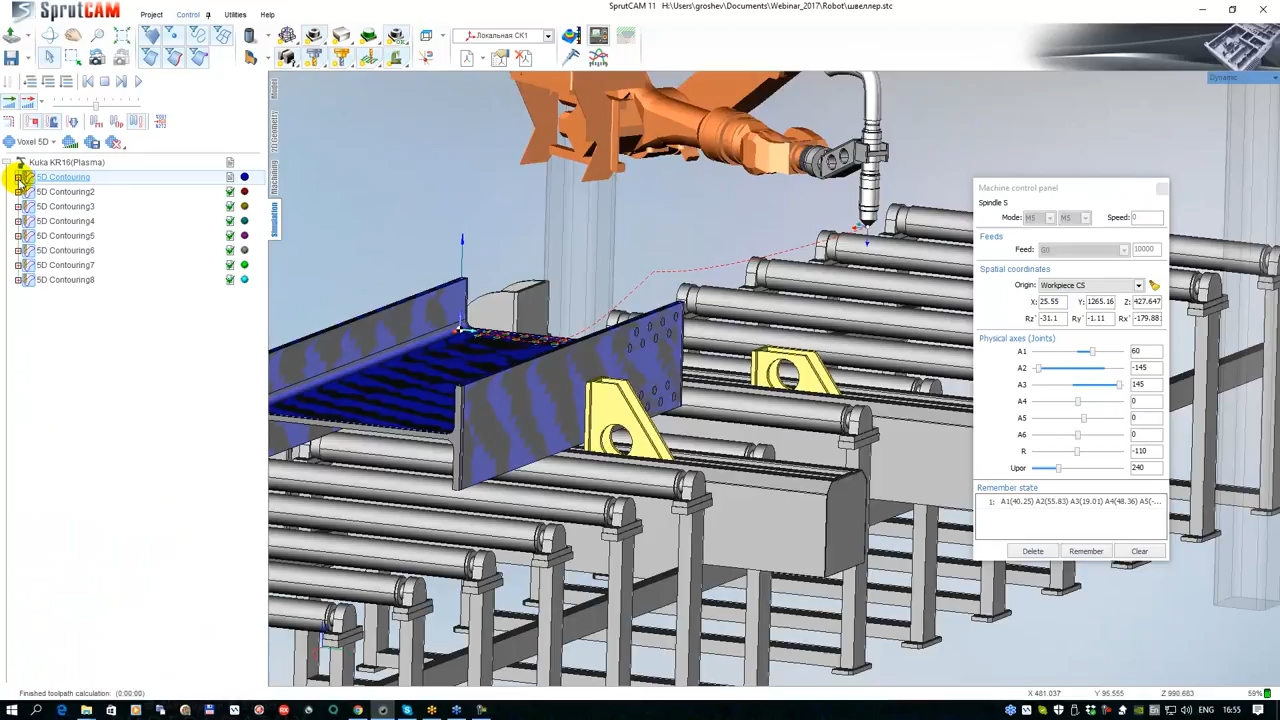 SprutCAM
SprutCAM 11 H:\Users\groshev\Documents\Webinar_2017\Robot\швеллер.stc
Project Control Utilities Help
Локальная СК1
Dynamic
Voxel 5D
Kuka KR16(Plasma)
5D Contouring
5D Contouring2
5D Contouring3
5D Contouring4
5D Contouring5
5D Contouring6
5D Contouring7
5D Contouring8
Model
2D Geometry
Machining
Simulation
Machine control panel
Spindle S
Mode: M5 M5 Speed: 0
Feeds
Feed: G0 10000
Spatial coordinates
Origin: Workpiece CS
X: 25.55 Y: 1265.16 Z: 427.647
Rz' -31.1 Ry' -1.11 Rx' -179.88
Physical axes (Joints)
A1 60
A2 -145
A3 145
A4 0
A5 0
A6 0
R -110
Upor 240
Remember state
1: A1(40.25) A2(55.83) A3(19.01) A4(48.36) A5(-...
Delete Remember Clear
Finished toolpath calculation: (0:00:00)
X 481.037 Y 95.555 Z 990.683 59%
En 16:55